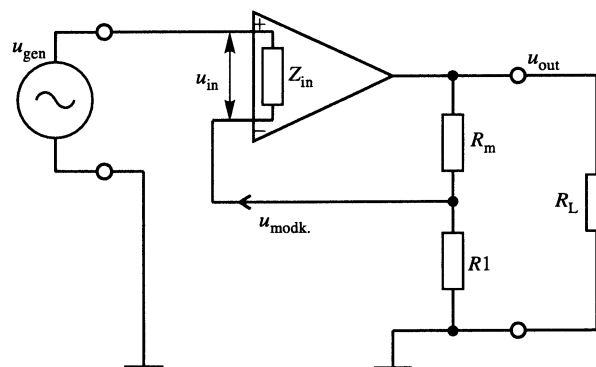 u_gen
+
u_in
Z_in
−
u_out
R_m
R_L
u_modk.
R1